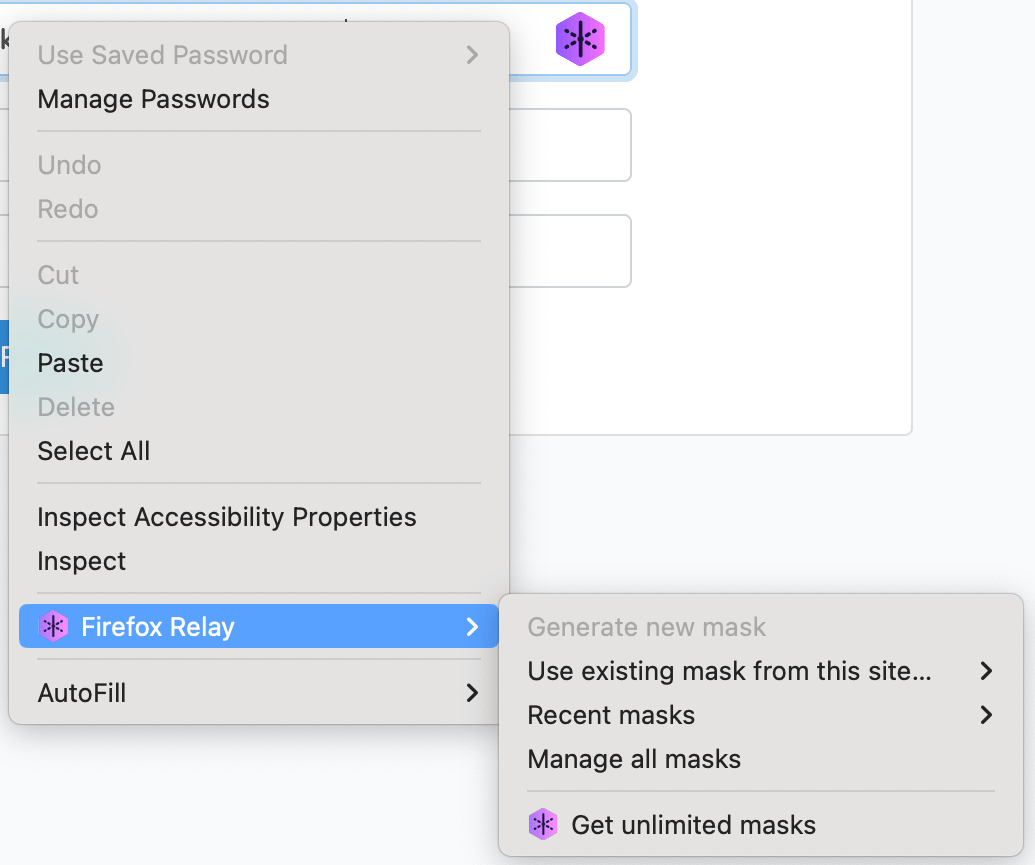 Use Saved Password
Manage Passwords
Undo
Redo
Cut
Copy
Paste
Delete
Select All
Inspect Accessibility Properties
Inspect
Firefox Relay
AutoFill
Generate new mask
Use existing mask from this site...
Recent masks
Manage all masks
Get unlimited masks